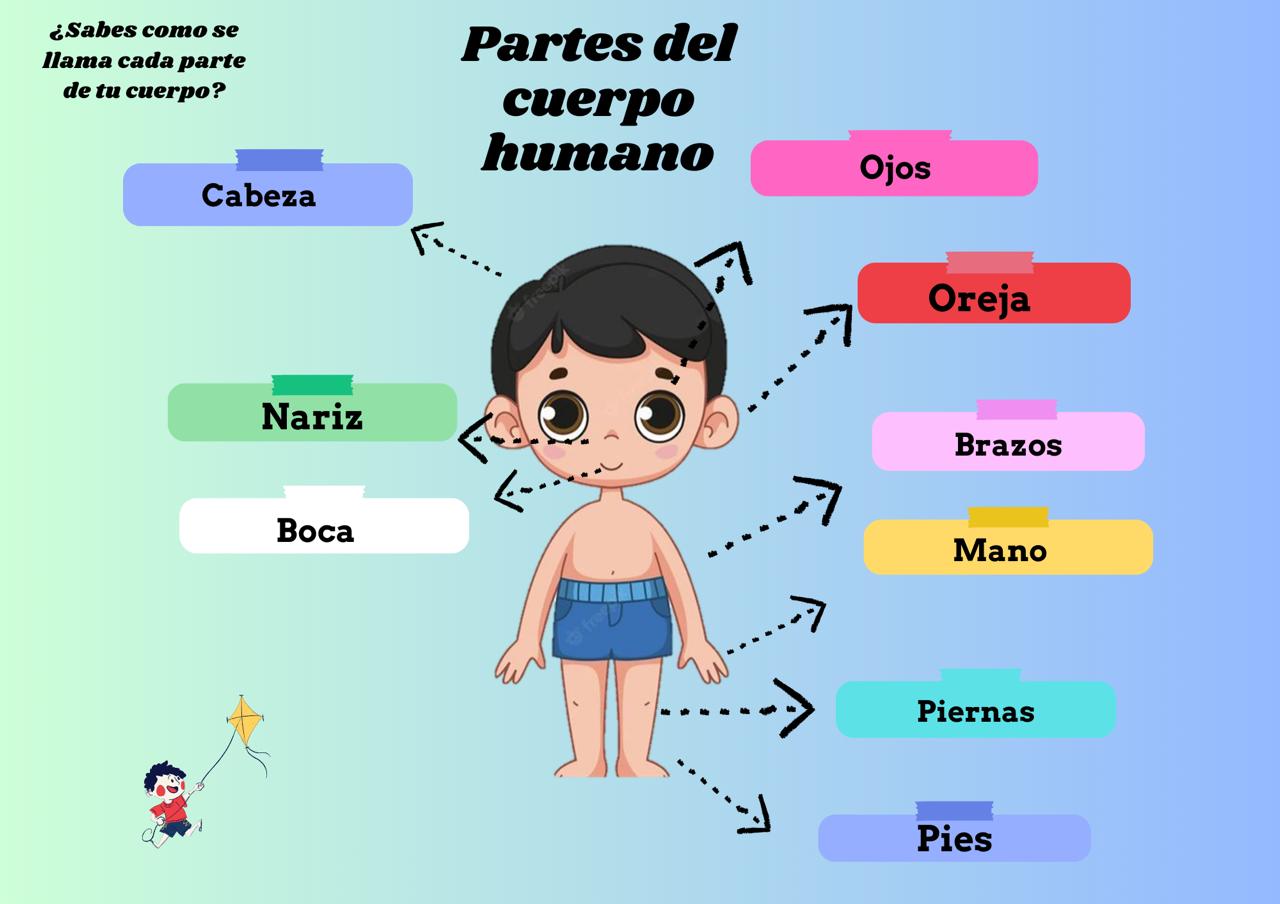 ¿Sabes como se
llama cada parte
de tu cuerpo?
Partes del
cuerpo
humano
Cabeza
Ojos
Oreja
Nariz
Brazos
Boca
Mano
Piernas
Pies
freepik